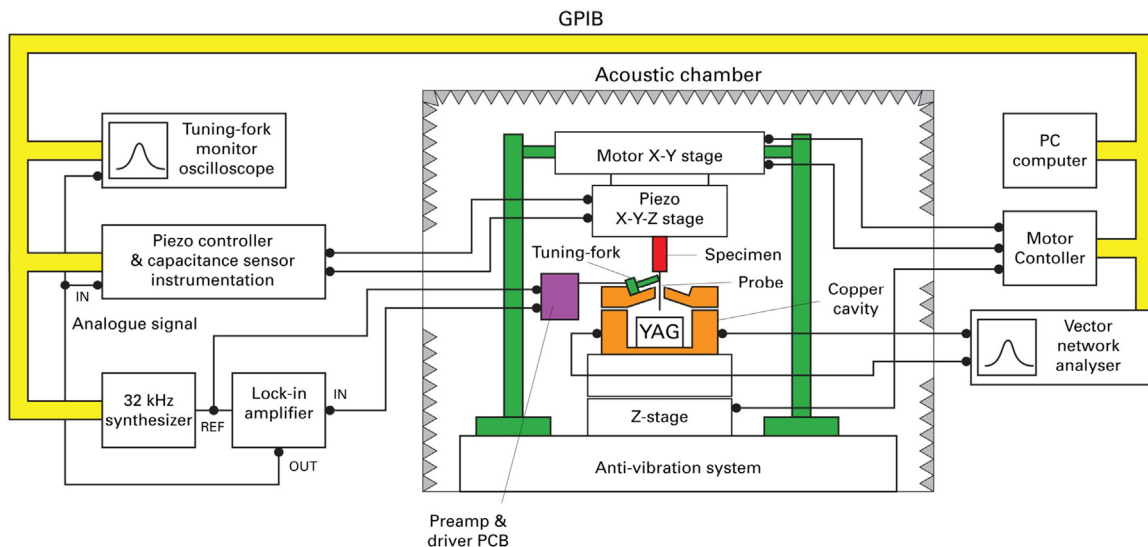 GPIB
Acoustic chamber
Tuning-fork
monitor
oscilloscope
Motor X-Y stage
PC
computer
Piezo
X-Y-Z stage
Piezo controller
& capacitance sensor
instrumentation
Motor
Contoller
Tuning-fork
Specimen
Probe
IN
Analogue signal
Copper
cavity
YAG
Vector
network
analyser
32 kHz
synthesizer
REF
Lock-in
amplifier
IN
OUT
Z-stage
Anti-vibration system
Preamp &
driver PCB